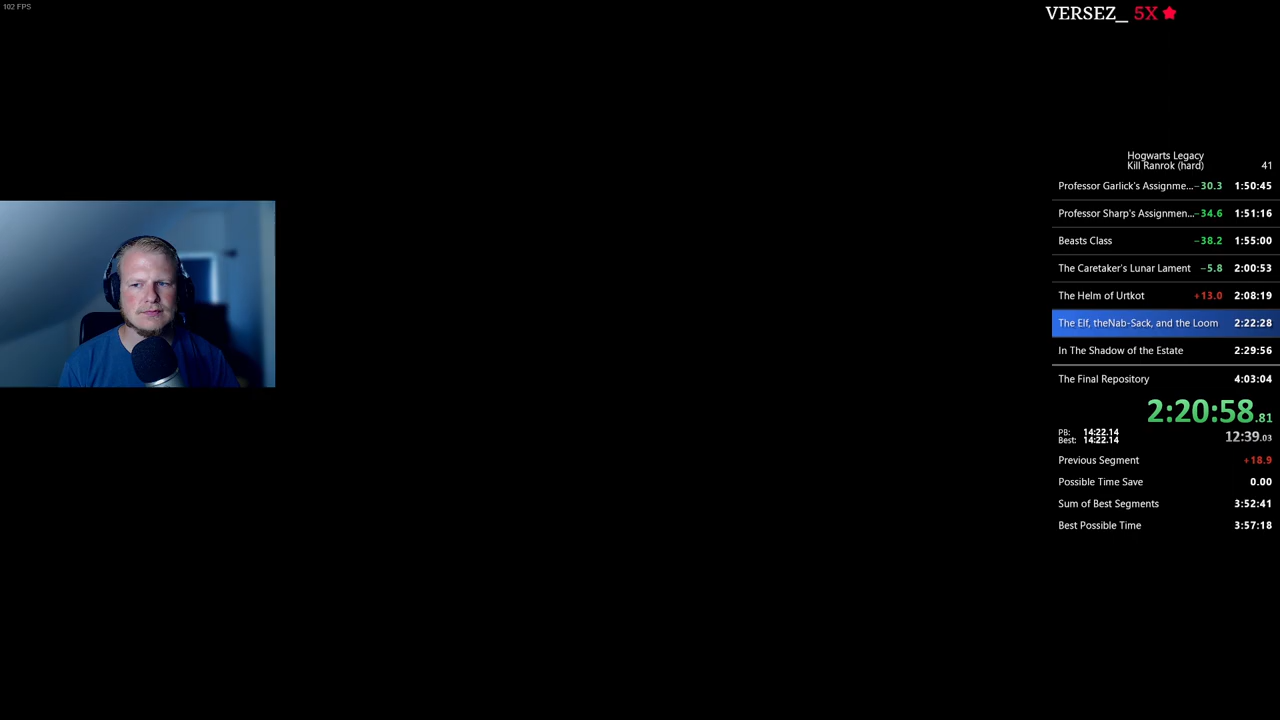 102 FPS
VERSEZ_ 5X
Hogwarts Legacy
Kill Ranrok (hard) 41
Professor Garlick's Assignme... −30.3 1:50:45
Professor Sharp's Assignmen... −34.6 1:51:16
Beasts Class −38.2 1:55:00
The Caretaker's Lunar Lament −5.8 2:00:53
The Helm of Urtkot +13.0 2:08:19
The Elf, theNab-Sack, and the Loom 2:22:28
In The Shadow of the Estate 2:29:56
The Final Repository 4:03:04
2:20:58.81
PB: 14:22.14 12:39.03
Best: 14:22.14
Previous Segment +18.9
Possible Time Save 0.00
Sum of Best Segments 3:52:41
Best Possible Time 3:57:18